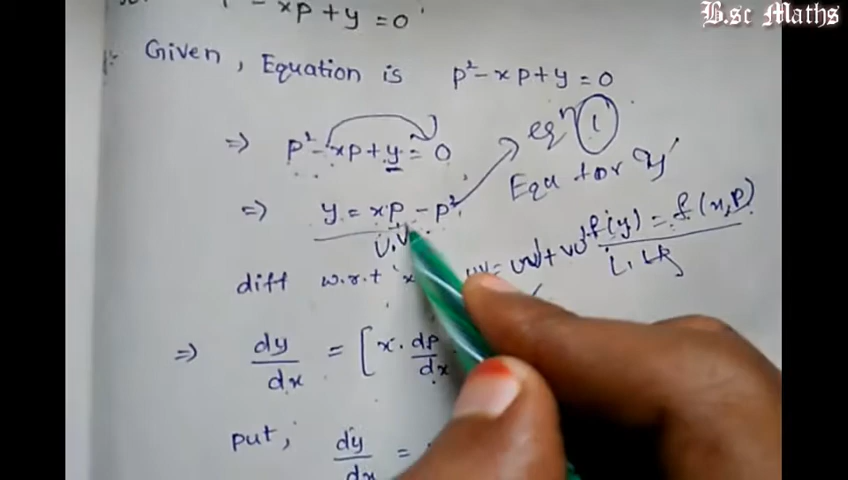 B.sc Maths
- xp + y = 0
Given, Equation is p² - xp + y = 0
⇒ p² - xp + y = 0
eqⁿ 1
Equ for y
⇒ y = xp - p²
U.V
f(y) = f(x,p)
diff w.r.t 'x
uv = uv' + vu'
⇒ dy/dx = [x. dp/dx
put, dy/dx =